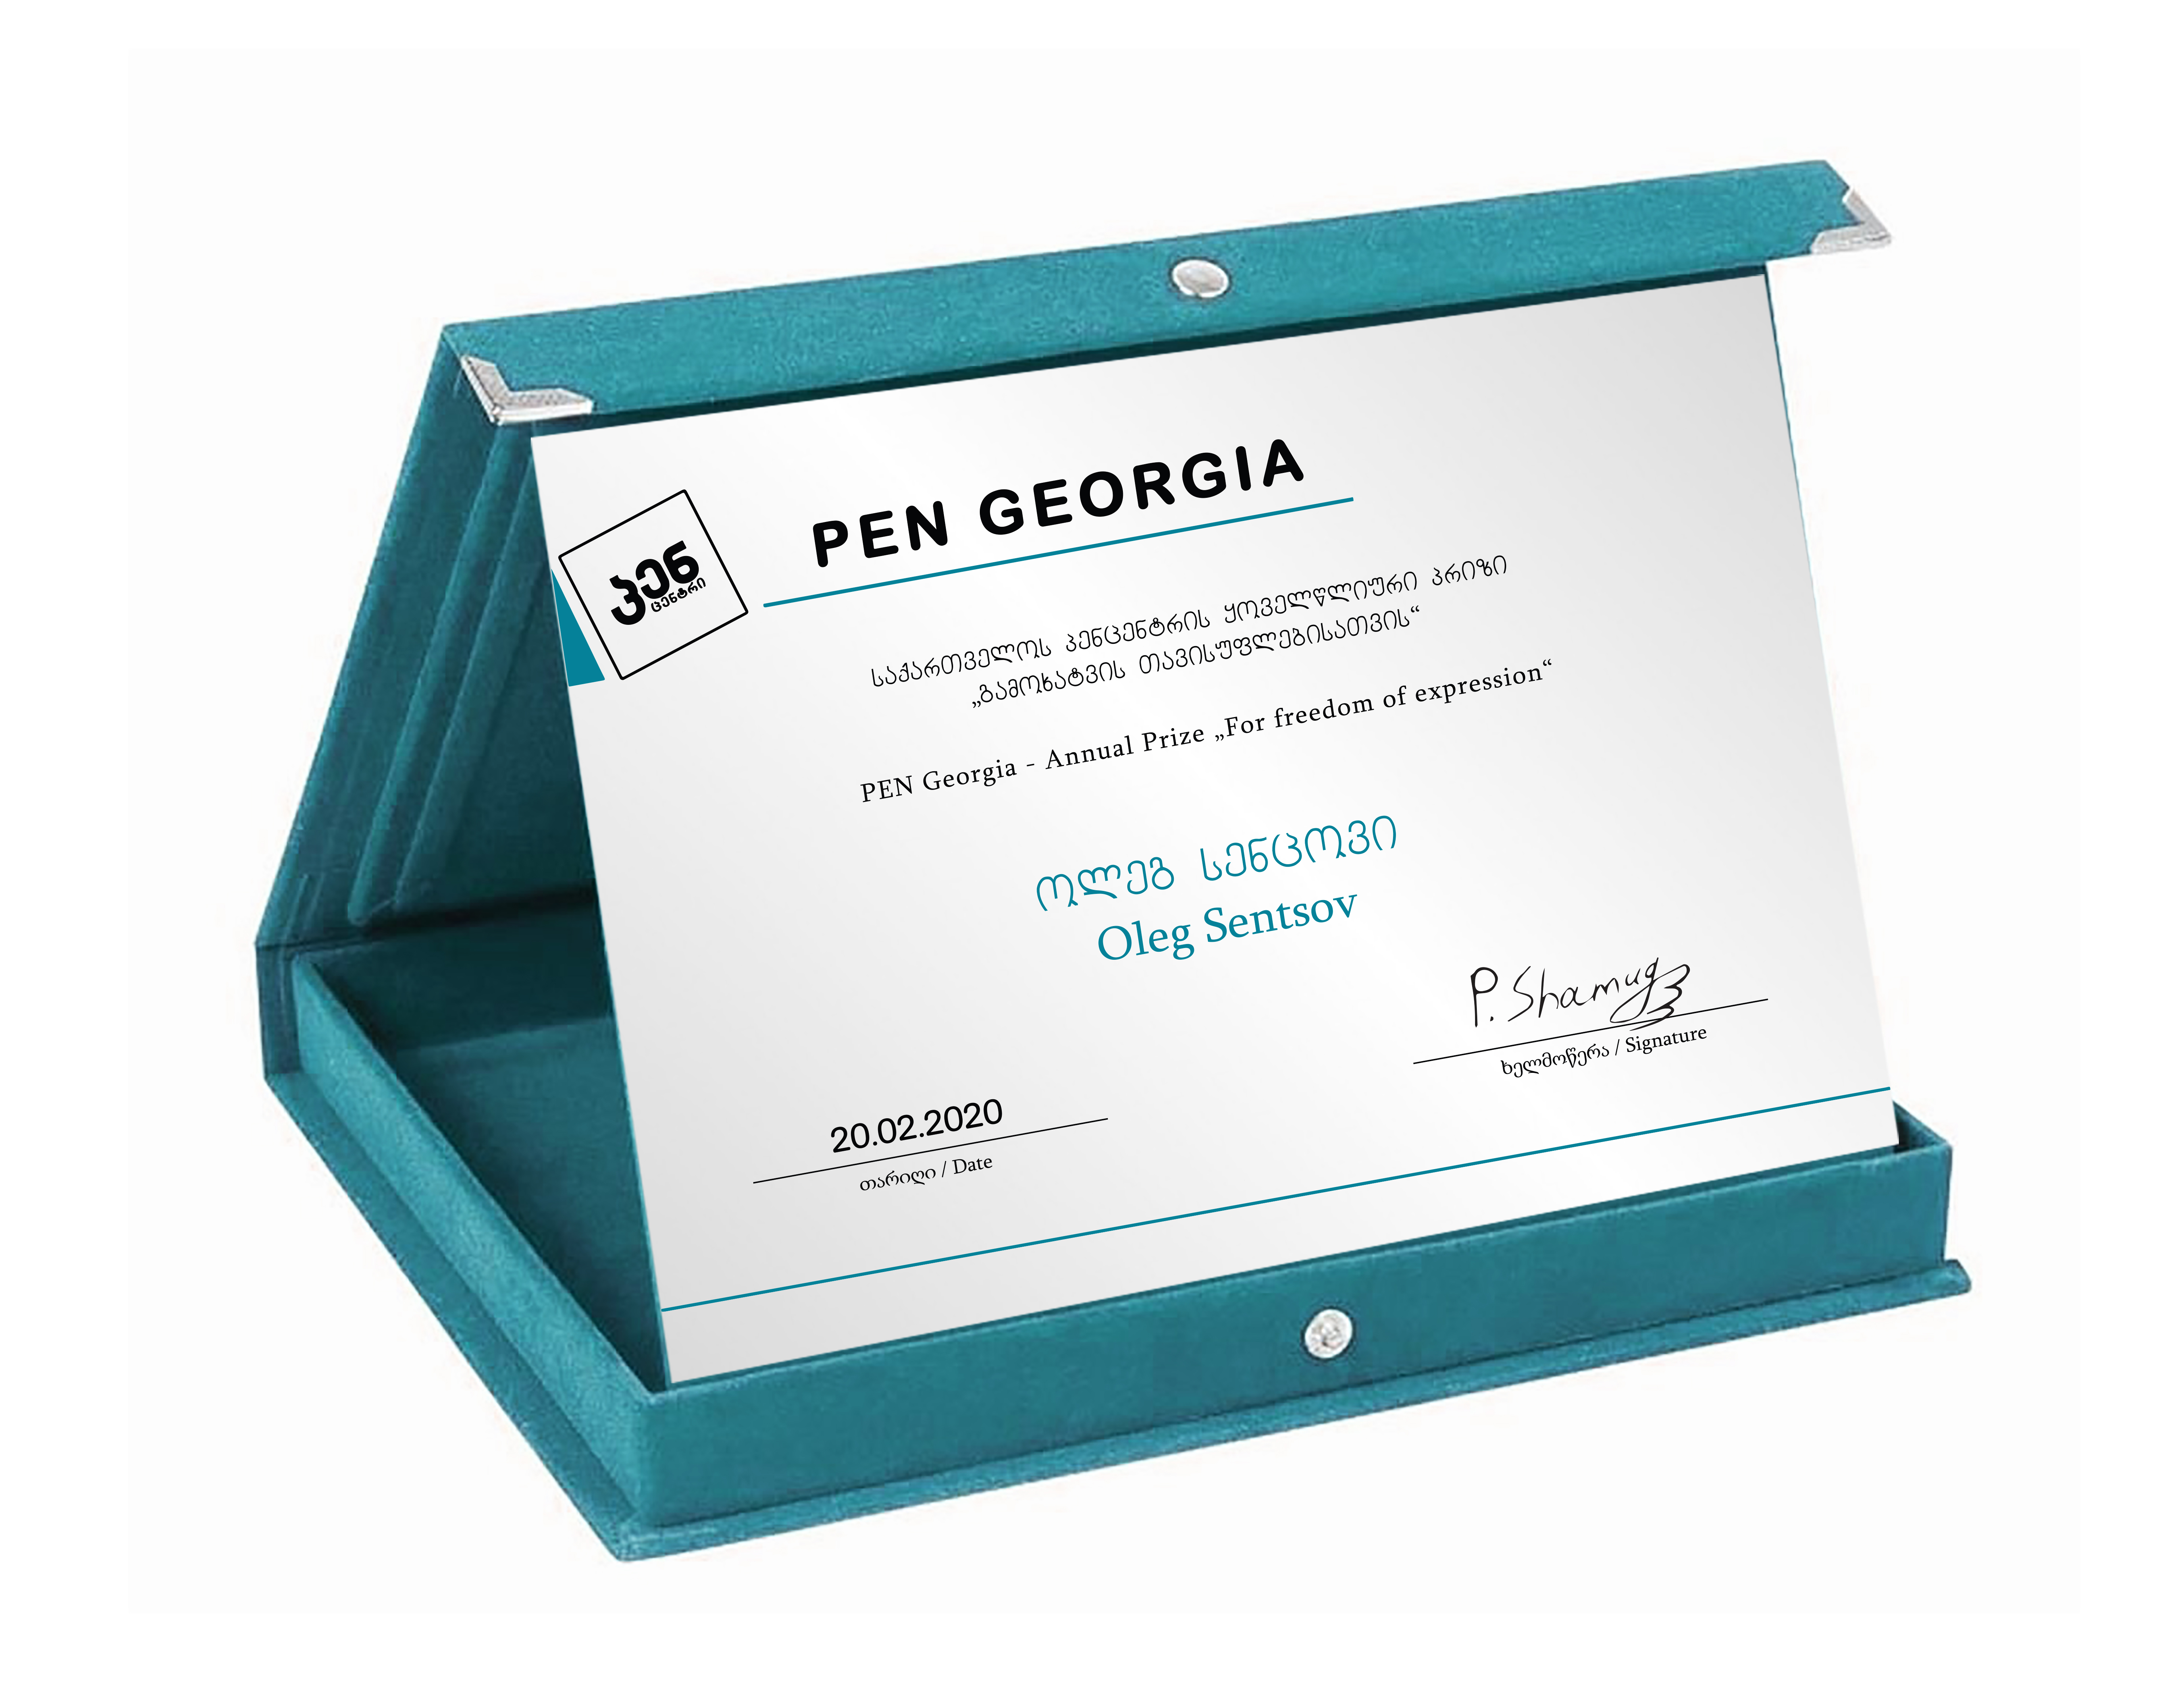 პენ
ცენტრი
PEN GEORGIA
საქართველოს პენცენტრის ყოველწლიური პრიზი
„გამოხატვის თავისუფლებისათვის“
PEN Georgia - Annual Prize „For freedom of expression“
ოლეგ სენცოვი
Oleg Sentsov
P. Shamug
ხელმოწერა / Signature
20.02.2020
თარიღი / Date